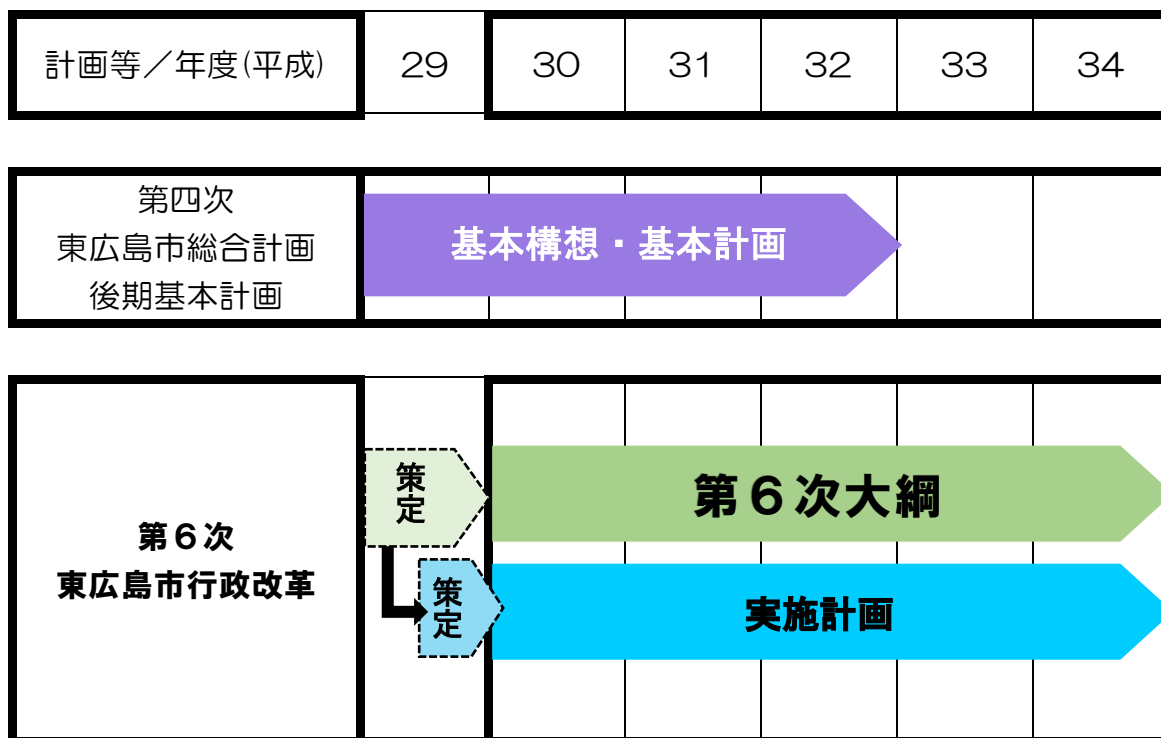 計画等／年度(平成) 29 30 31 32 33 34
第四次
東広島市総合計画
後期基本計画
基本構想・基本計画
第６次
東広島市行政改革
策定
第６次大綱
策定
実施計画